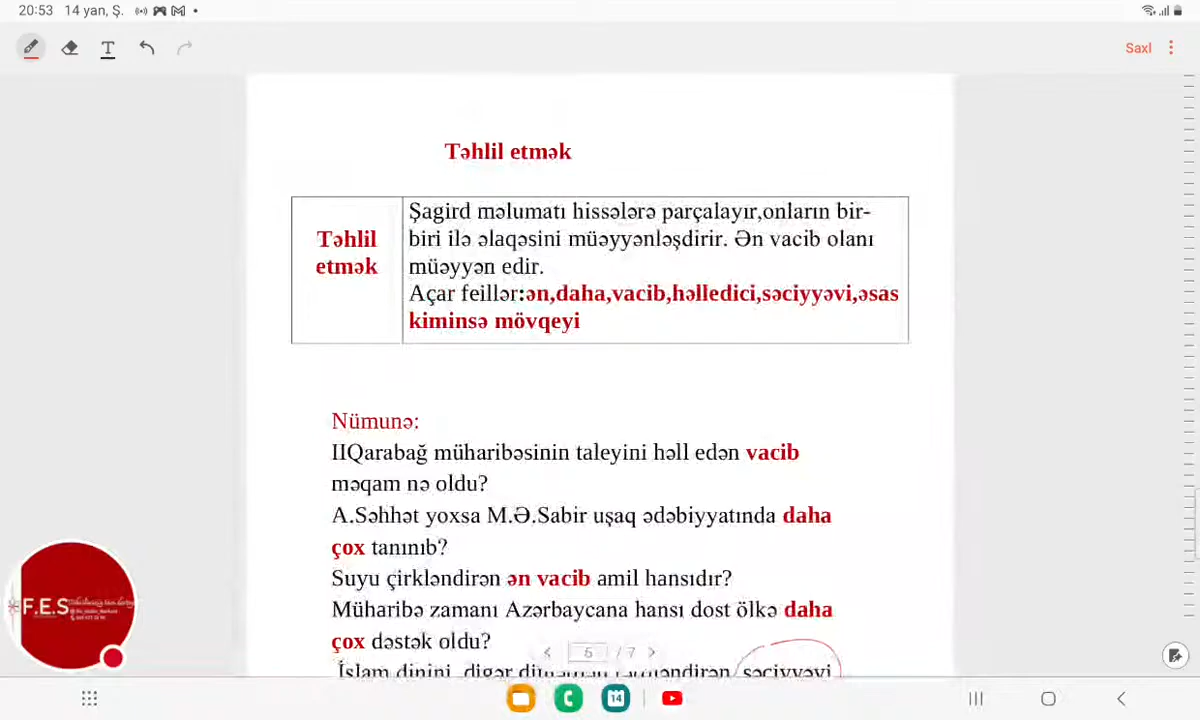 20:53 14 yan, Ş.
Saxl
Təhlil etmək
Təhlil etmək
Şagird məlumatı hissələrə parçalayır,onların bir-
biri ilə əlaqəsini müəyyənləşdirir. Ən vacib olanı
müəyyən edir.
Açar feillər:ən,daha,vacib,həlledici,səciyyəvi,əsas
kiminsə mövqeyi
Nümunə:
IIQarabağ müharibəsinin taleyini həll edən vacib
məqam nə oldu?
A.Səhhət yoxsa M.Ə.Sabir uşaq ədəbiyyatında daha
çox tanınıb?
Suyu çirkləndirən ən vacib amil hansıdır?
Müharibə zamanı Azərbaycana hansı dost ölkə daha
çox dəstək oldu?
5 / 7
İslam dinini digər səciyyəvi
F.E.S
14